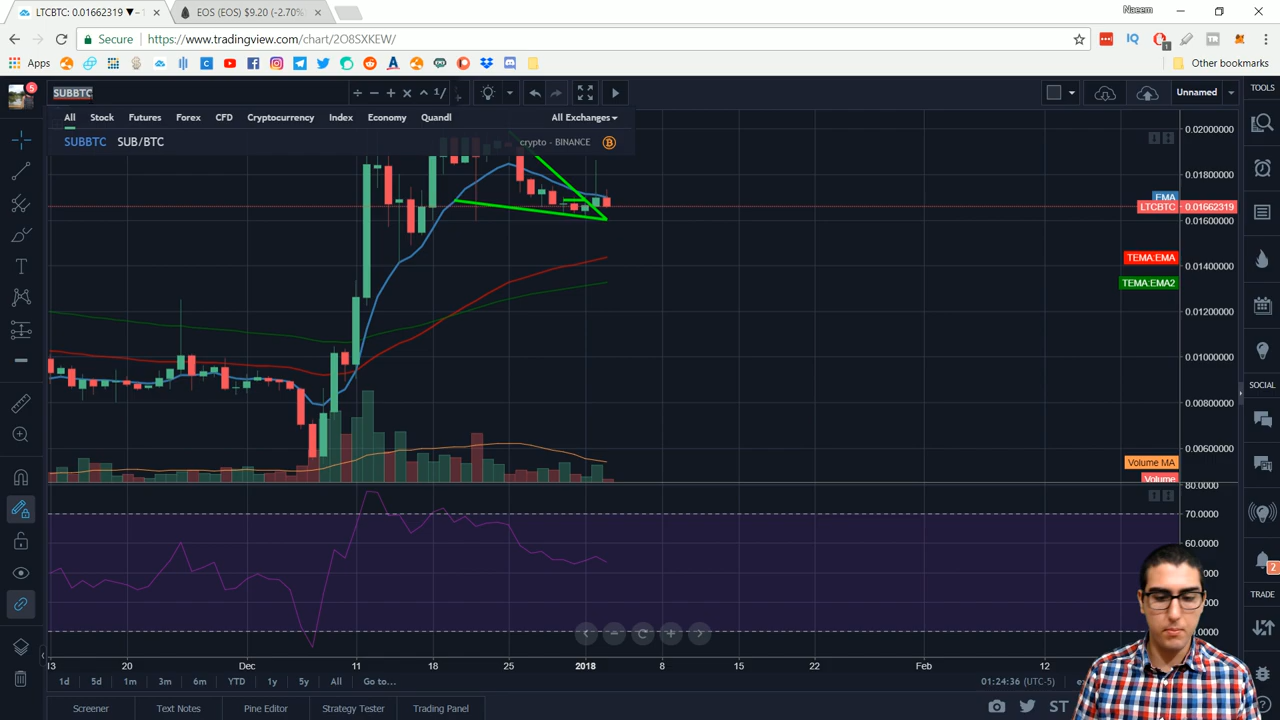 LTCBTC: 0.01662319 ▼−1
EOS (EOS) $9.20 (-2.70%
Naeem
Secure
https://www.tradingview.com/chart/2O8SXKEW/
Apps
Other bookmarks
SUBBTC
Unnamed
TOOLS
All Stock Futures Forex CFD Cryptocurrency Index Economy Quandl All Exchanges
SUBBTC SUB/BTC crypto - BINANCE
0.02000000
0.01800000
EMA
LTCBTC 0.01662319
0.01600000
TEMA:EMA
0.01400000
TEMA:EMA2
0.01200000
0.01000000
SOCIAL
0.00800000
0.00600000
Volume MA
Volume
80.0000
70.0000
60.0000
TRADE
13 20 Dec 11 18 25 2018 8 15 22 Feb 12
1d 5d 1m 3m 6m YTD 1y 5y All Go to...
01:24:36 (UTC-5)
Screener Text Notes Pine Editor Strategy Tester Trading Panel
ST